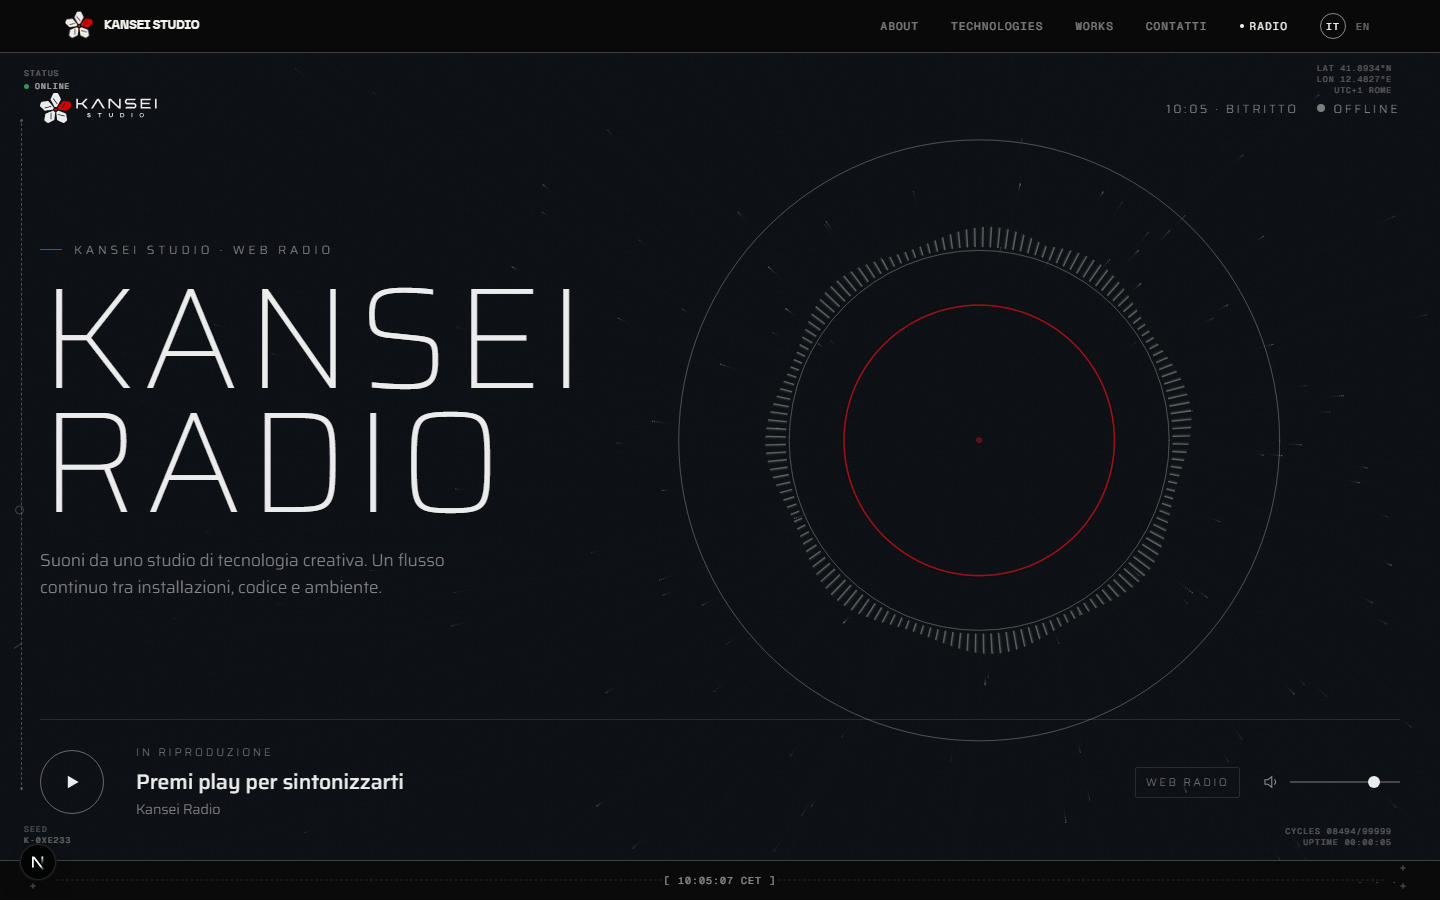 KANSEI STUDIO
ABOUT TECHNOLOGIES WORKS CONTATTI RADIO IT EN
STATUS
ONLINE
KANSEI
STUDIO
LAT 41.8934°N
LON 12.4827°E
UTC+1 ROME
10:05 · BITRITTO OFFLINE
KANSEI STUDIO · WEB RADIO
KANSEI
RADIO
Suoni da uno studio di tecnologia creativa. Un flusso
continuo tra installazioni, codice e ambiente.
IN RIPRODUZIONE
Premi play per sintonizzarti
Kansei Radio
WEB RADIO
SEED
K-0XE233
N
CYCLES 08494/99999
UPTIME 00:00:05
[ 10:05:07 CET ]